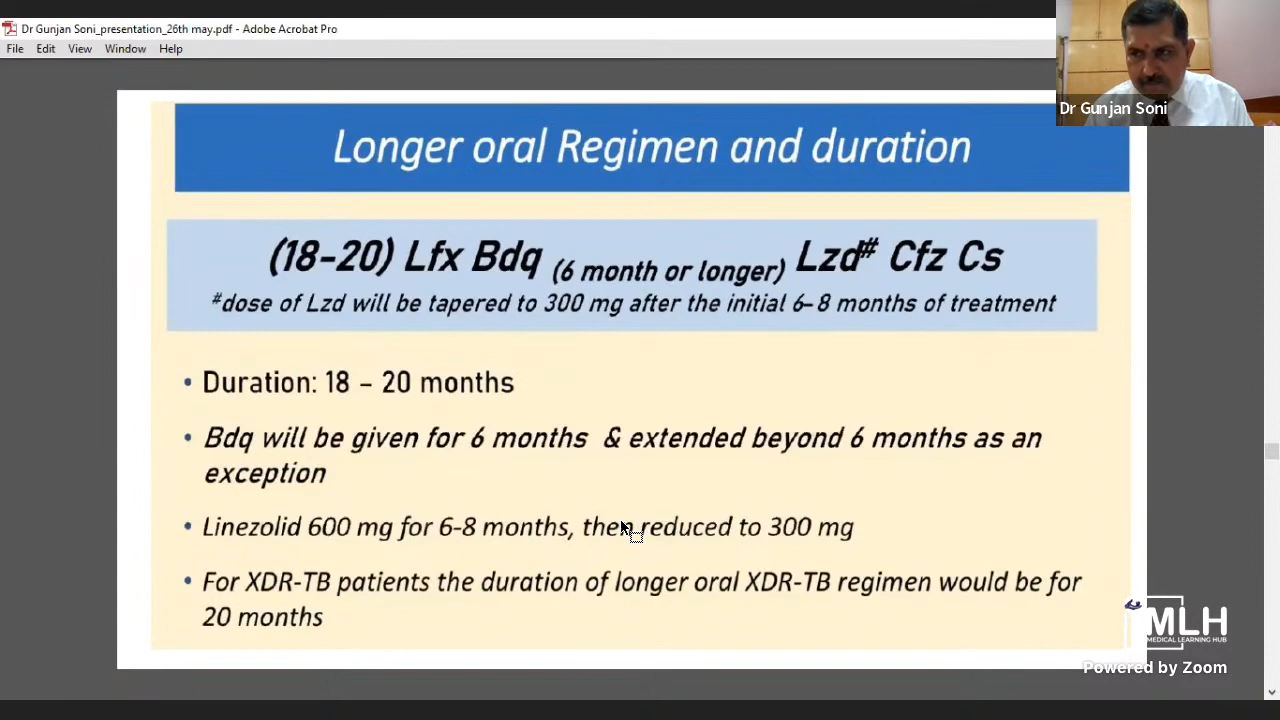 Dr Gunjan Soni_presentation_26th may.pdf - Adobe Acrobat Pro
File Edit View Window Help
Dr Gunjan Soni
Longer oral Regimen and duration
(18-20) Lfx Bdq (6 month or longer) Lzd# Cfz Cs
#dose of Lzd will be tapered to 300 mg after the initial 6-8 months of treatment
• Duration: 18 – 20 months
• Bdq will be given for 6 months & extended beyond 6 months as an
exception
• Linezolid 600 mg for 6-8 months, then reduced to 300 mg
• For XDR-TB patients the duration of longer oral XDR-TB regimen would be for
20 months
MLH
MEDICAL LEARNING HUB
Powered by Zoom